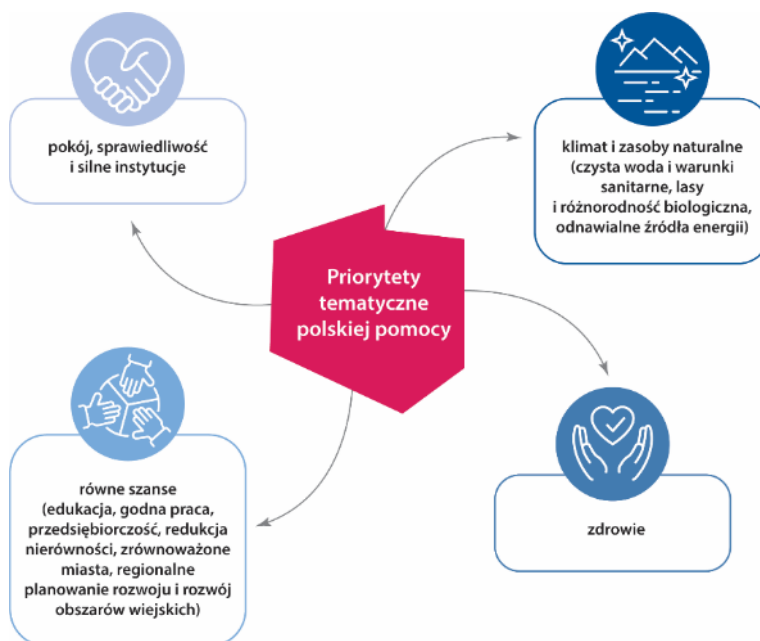 pokój, sprawiedliwość
i silne instytucje
klimat i zasoby naturalne
(czysta woda i warunki
sanitarne, lasy
i różnorodność biologiczna,
odnawialne źródła energii)
Priorytety
tematyczne
polskiej pomocy
równe szanse
(edukacja, godna praca,
przedsiębiorczość, redukcja
nierówności, zrównoważone
miasta, regionalne
planowanie rozwoju i rozwój
obszarów wiejskich)
zdrowie